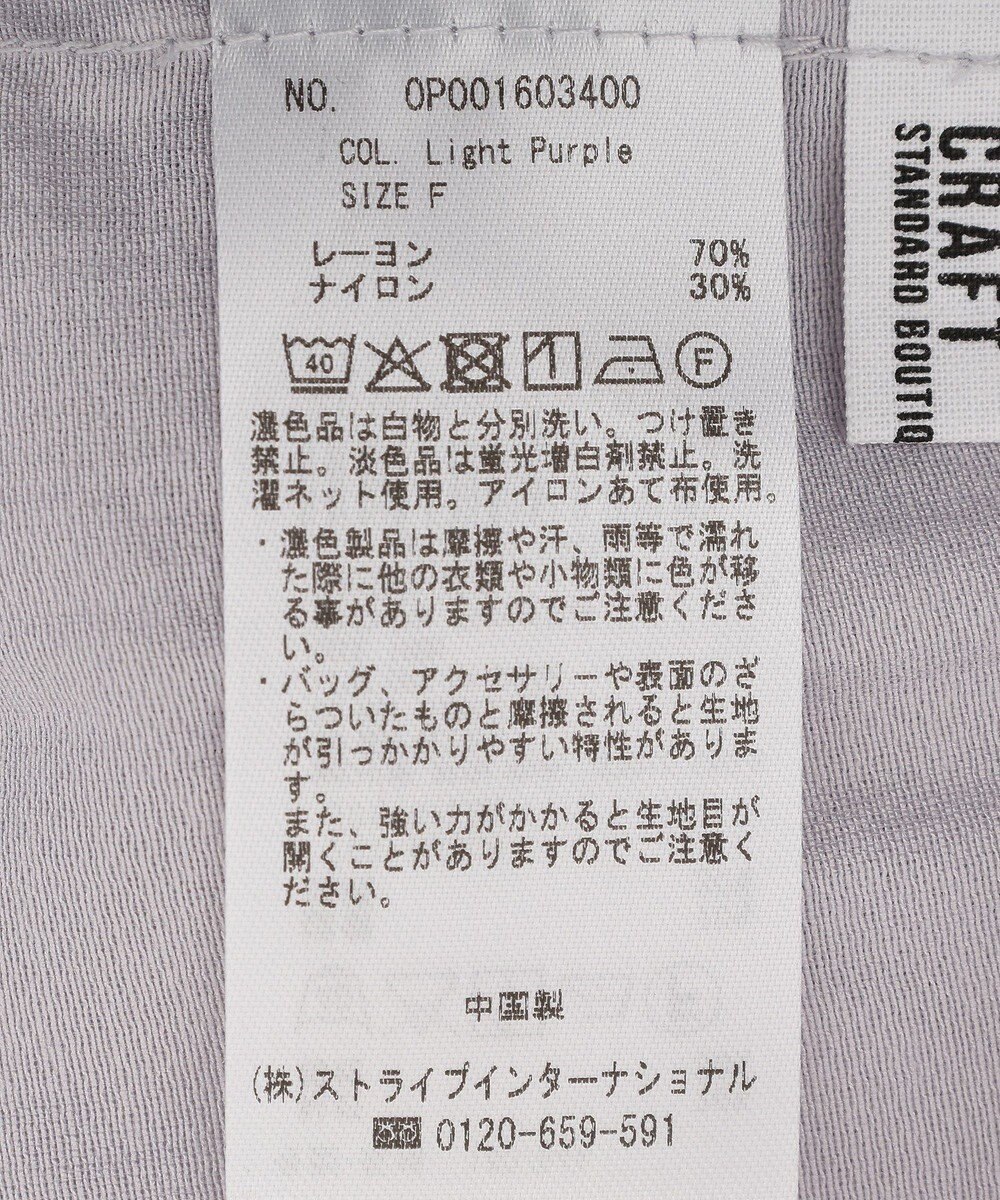 NO. 0P001603400
COL. Light Purple
SIZE F
レーヨン 70%
ナイロン 30%
40 F
濃色品は白物と分別洗い。つけ置き
禁止。淡色品は蛍光増白剤禁止。洗
濯ネット使用。アイロンあて布使用。
・濃色製品は摩擦や汗、雨等で濡れ
た際に他の衣類や小物類に色が移
る事がありますのでご注意くださ
い。
・バッグ、アクセサリーや表面のざ
らついたものと摩擦されると生地
が引っかかりやすい特性がありま
す。
また、強い力がかかると生地目が
開くことがありますのでご注意く
ださい。
中国製
(株)ストライプインターナショナル
0120-659-591
CRAFT
STANDARD BOUTIQ